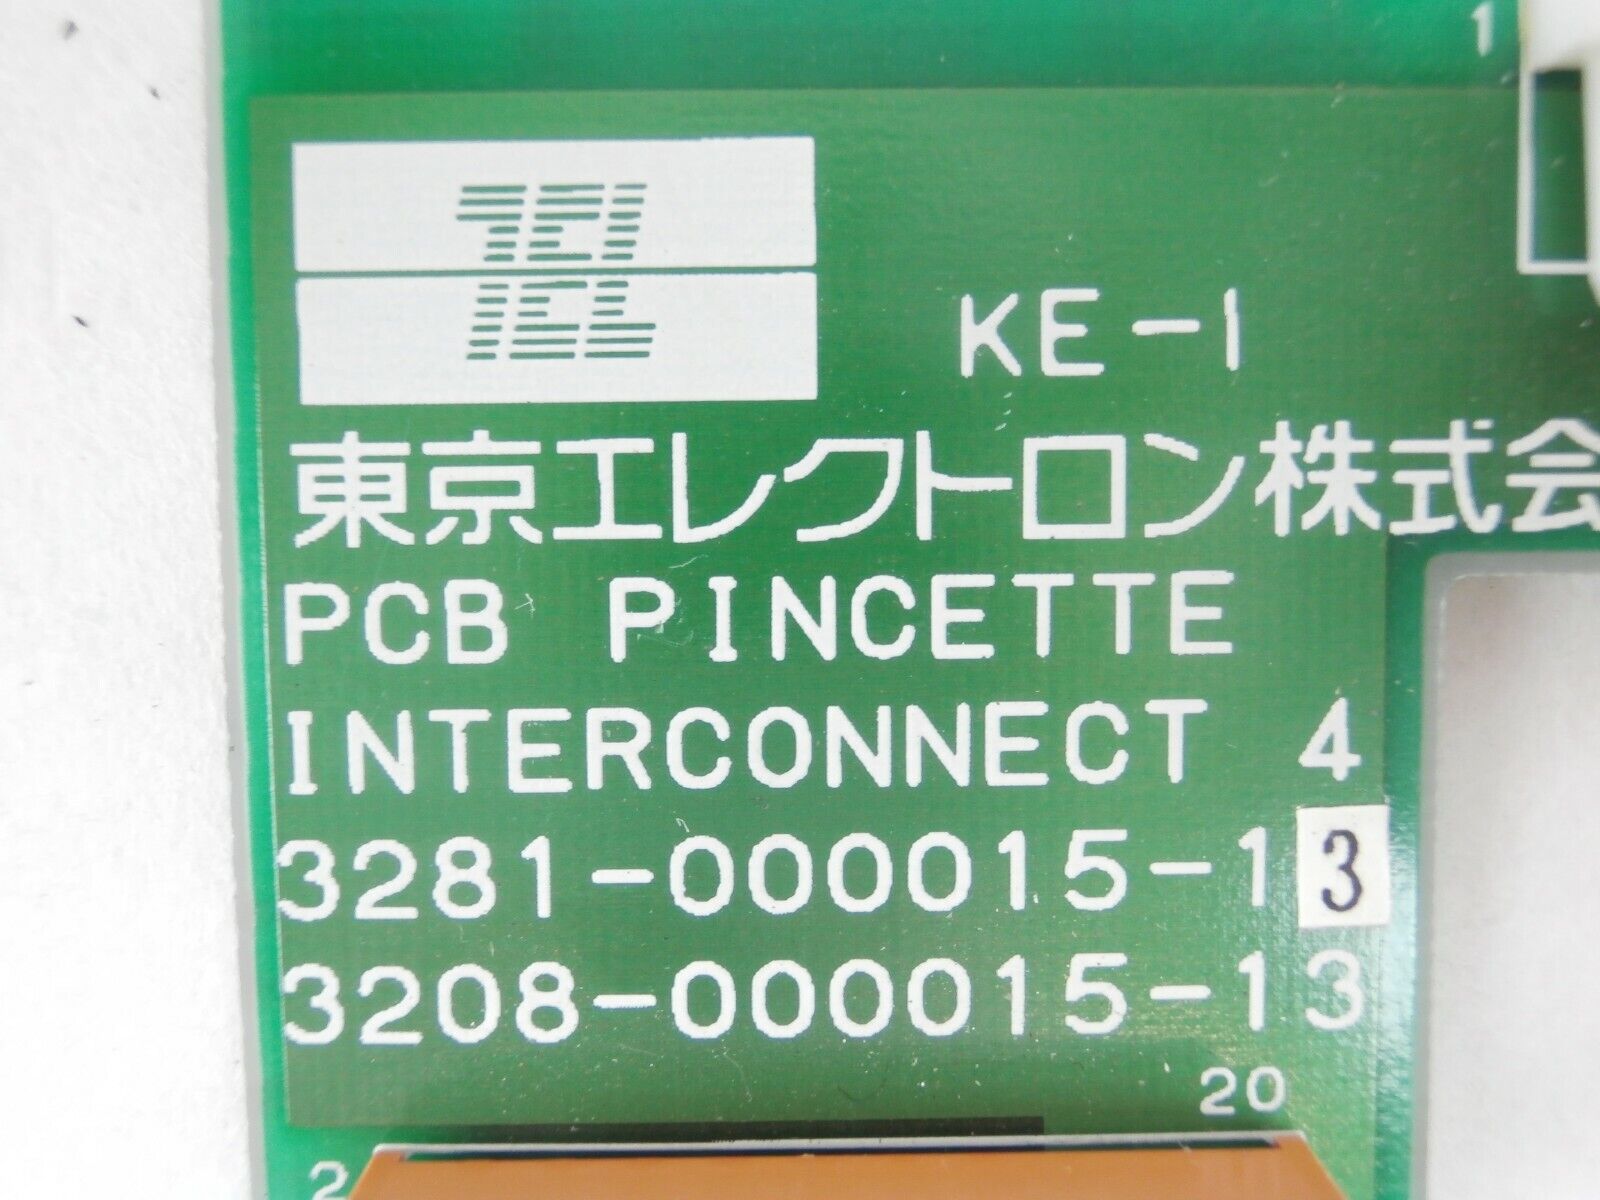 1
TEL
KE-1
東京エレクトロン株式会
PCB PINCETTE
INTERCONNECT 4
3281-000015-13
3208-000015-13
20
2